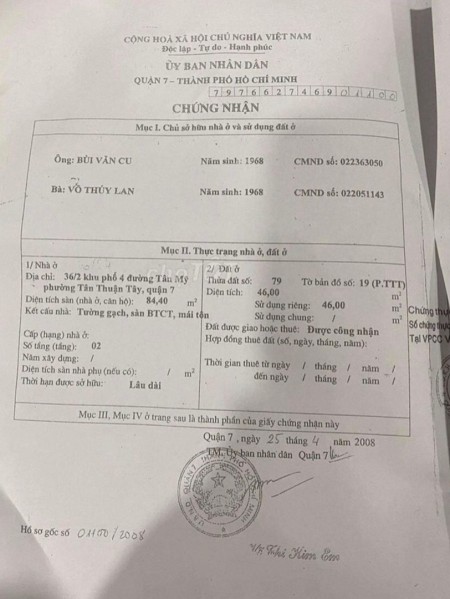 CỘNG HOÀ XÃ HỘI CHỦ NGHĨA VIỆT NAM
Độc lập - Tự do - Hạnh phúc
ỦY BAN NHÂN DÂN
QUẬN 7 - THÀNH PHỐ HỒ CHÍ MINH
797662746901100
CHỨNG NHẬN
Mục I. Chủ sở hữu nhà ở và sử dụng đất ở
Ông: BÙI VĂN CU Năm sinh: 1968 CMND số: 022363050
Bà: VÕ THÚY LAN Năm sinh: 1968 CMND số: 022051143
Mục II. Thực trạng nhà ở, đất ở
1/ Nhà ở
Địa chỉ: 36/2 khu phố 4 đường Tân Mỹ
phường Tân Thuận Tây, quận 7
Diện tích sàn (nhà ở, căn hộ): 84,40 m²
Kết cấu nhà: Tường gạch, sàn BTCT, mái tôn
Cấp (hạng) nhà ở:
Số tầng (tầng): 02
Năm xây dựng: /
Diện tích sàn nhà phụ (nếu có): / m²
Thời hạn được sở hữu: Lâu dài
2/ Đất ở
Thửa đất số: 79 Tờ bản đồ số: 19 (P.TTT)
Diện tích: 46,00 m²
Sử dụng riêng: 46,00 m²
Sử dụng chung: / m²
Đất được giao hoặc thuê: Được công nhận
Hợp đồng thuê đất (số, ngày, tháng, năm):
Thời gian thuê từ ngày / tháng / năm /
đến ngày / tháng / năm /
Chứng thực
Số chứng thực
Tại VPCC V
Mục III, Mục IV ở trang sau là thành phần của giấy chứng nhận này
Quận 7, ngày 25 tháng 4 năm 2008
TM. Ủy ban nhân dân Quận 7
Hồ sơ gốc số 01100/2008
Thi Kim Em